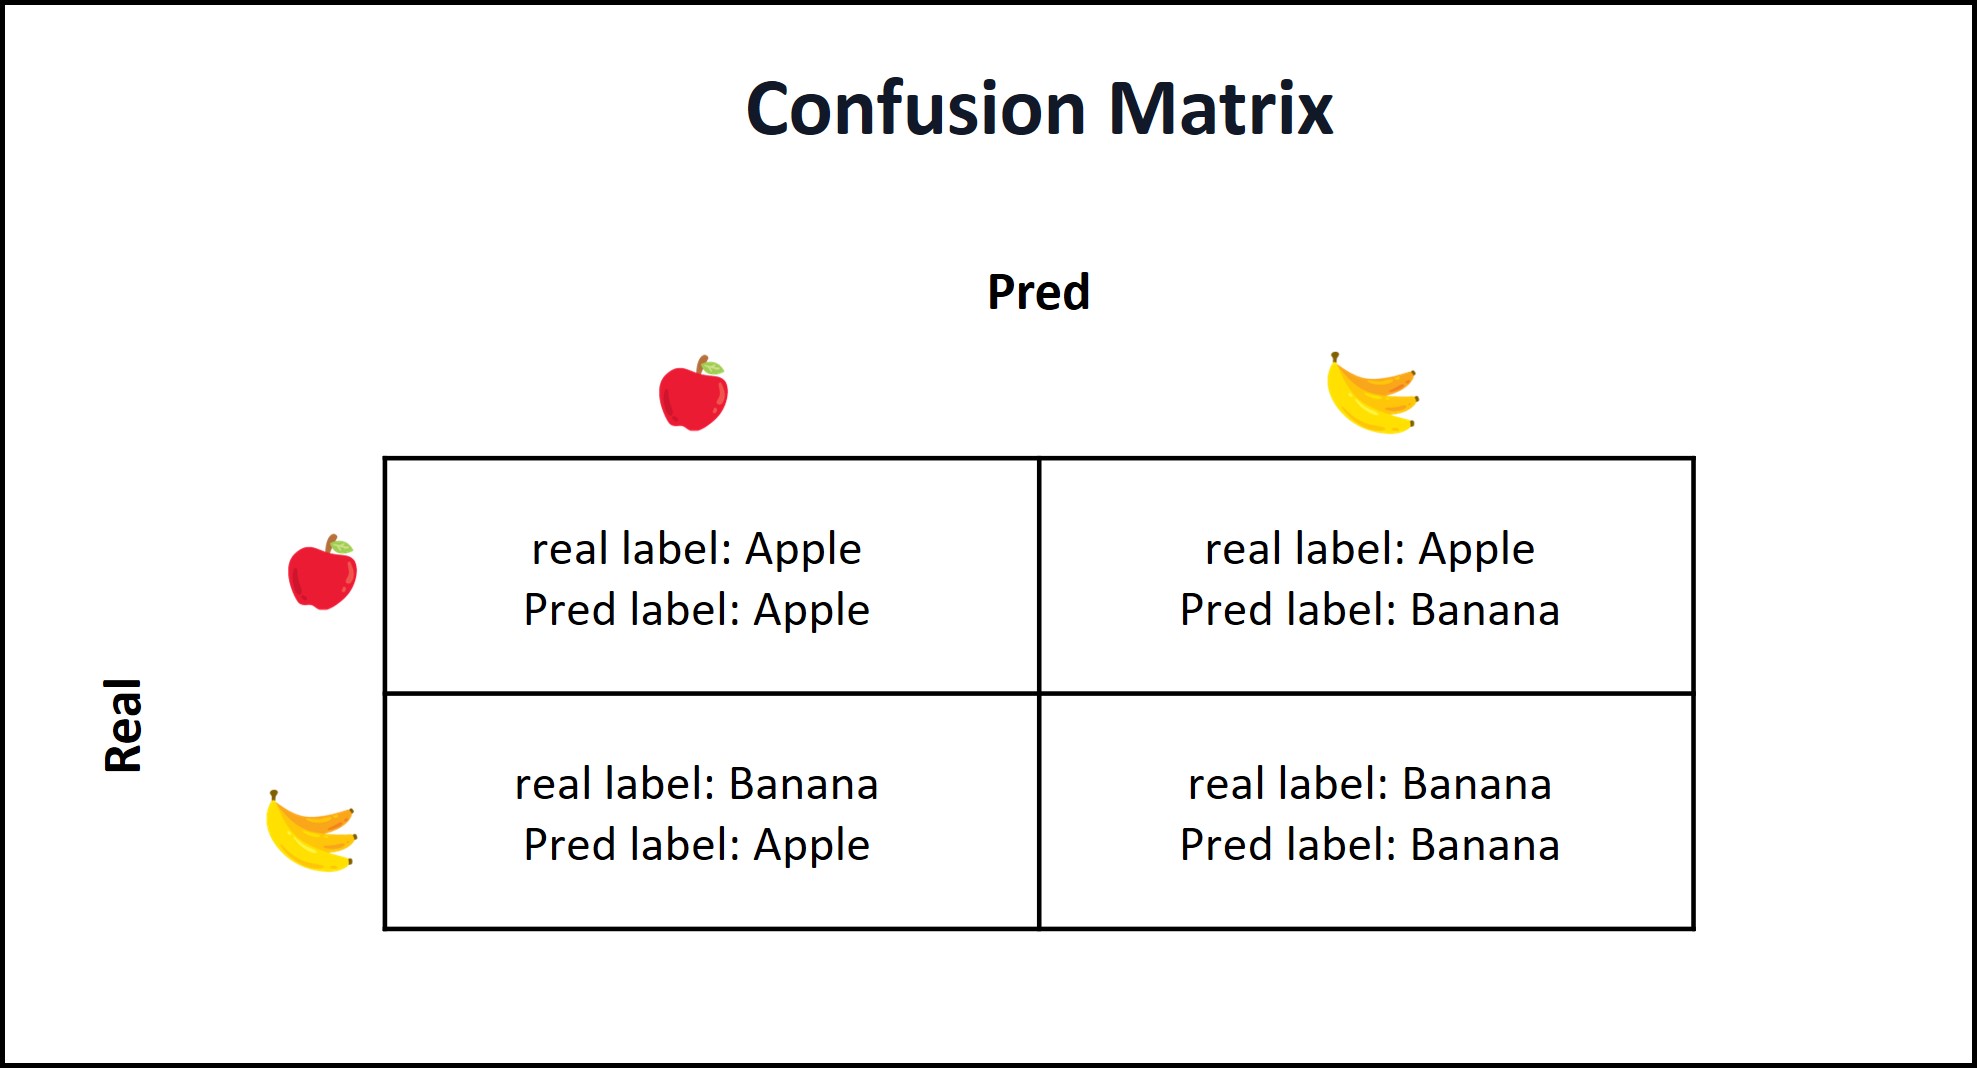 Confusion Matrix
Pred
real label: Apple
Pred label: Apple
real label: Apple
Pred label: Banana
Real
real label: Banana
Pred label: Apple
real label: Banana
Pred label: Banana